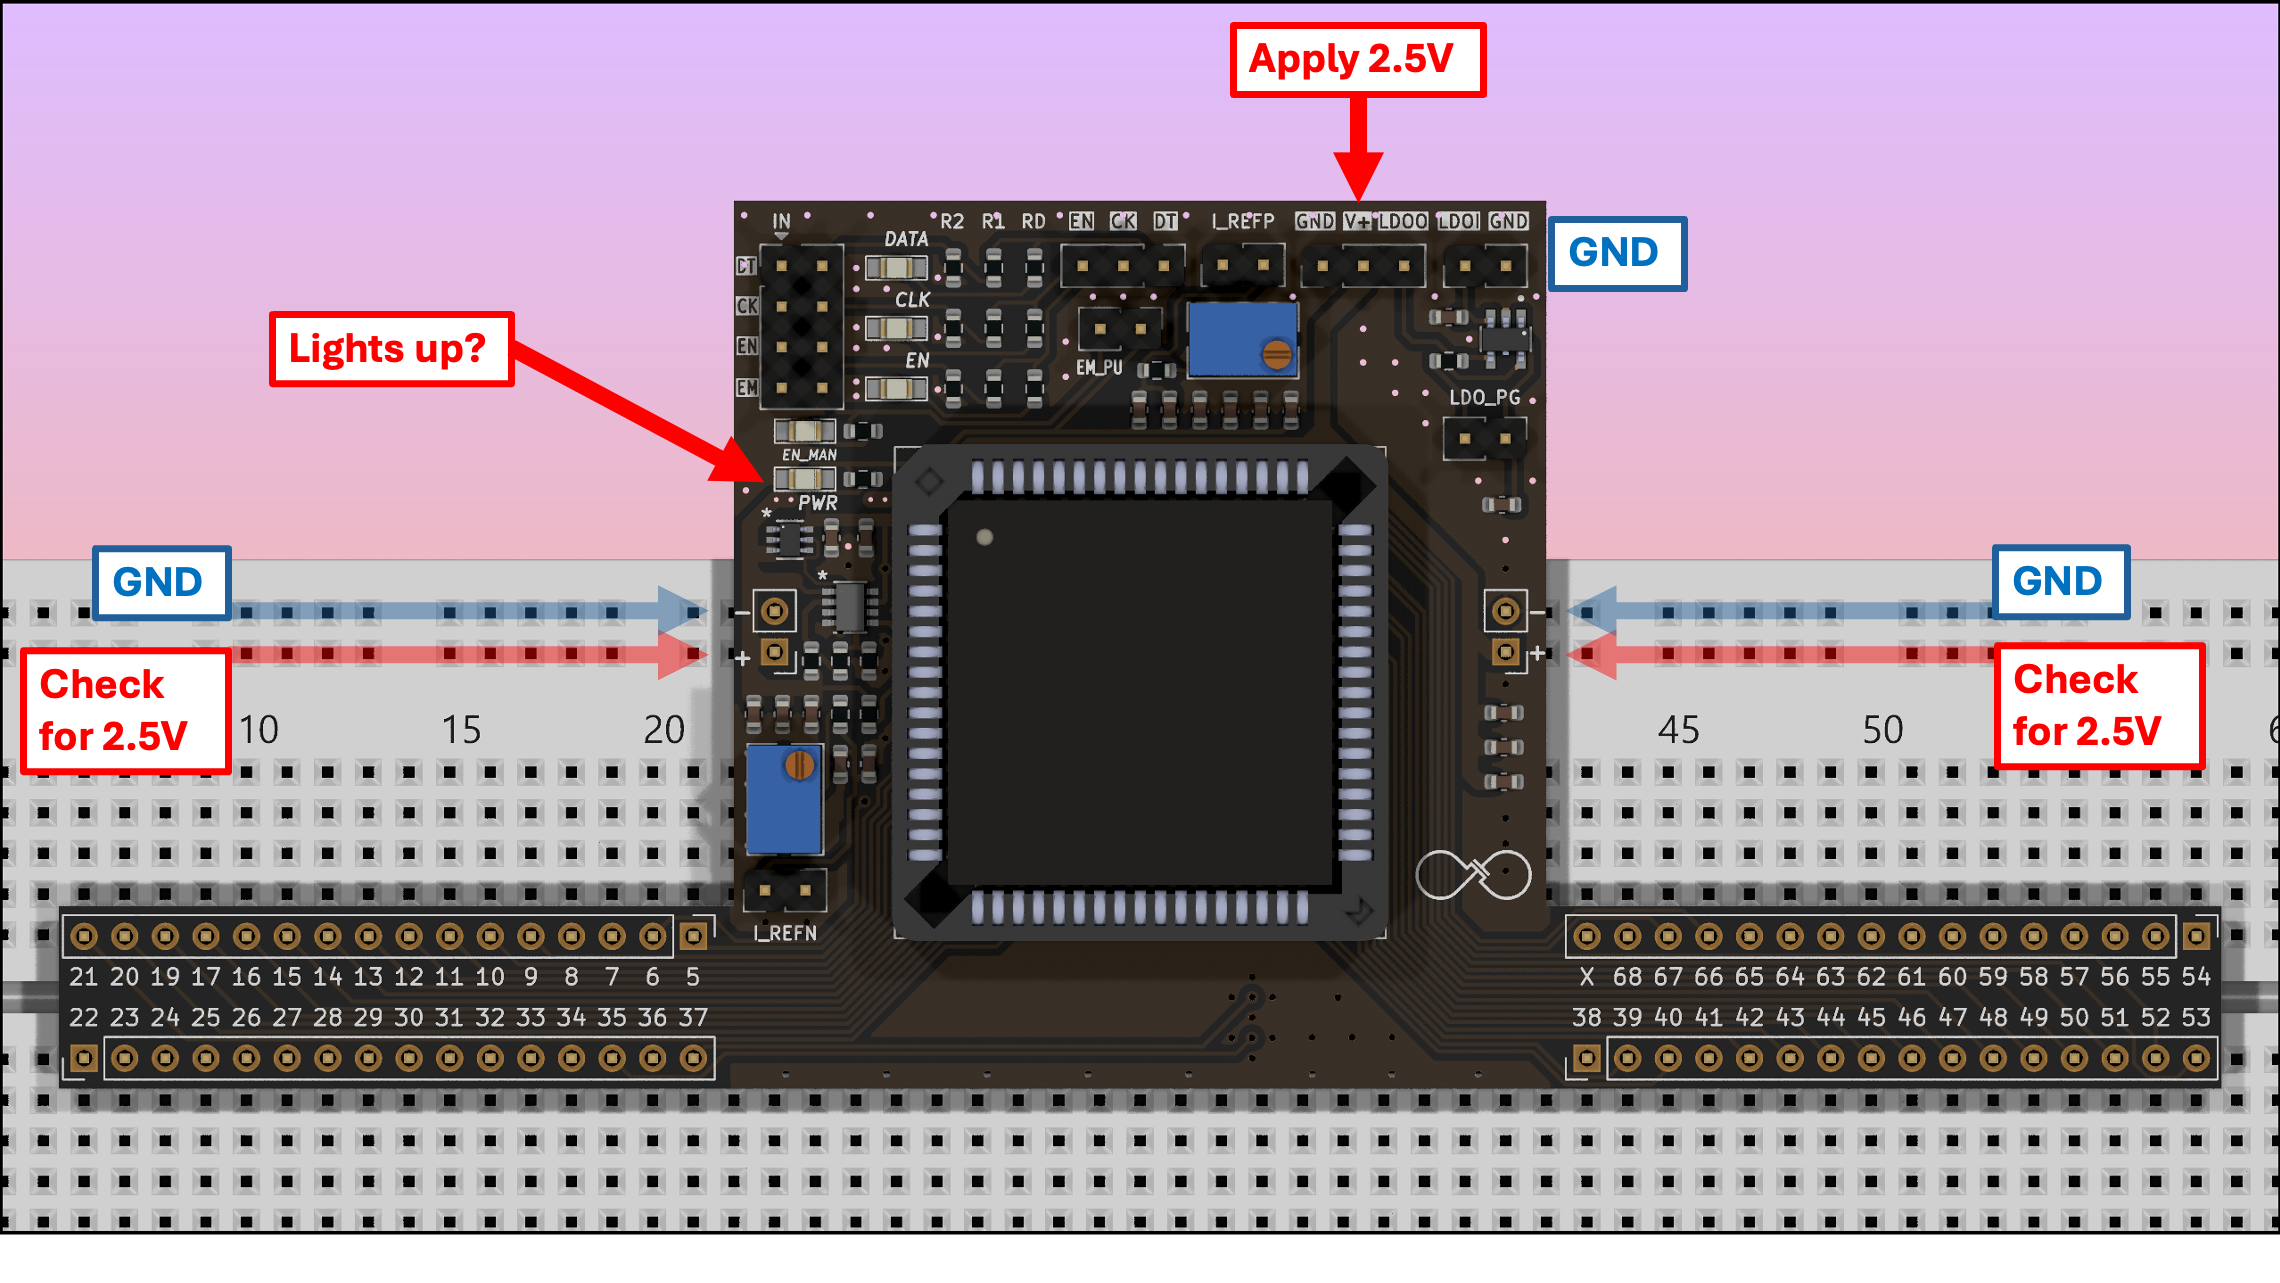 Apply 2.5V
IN R2 R1 RD EN CK DT I_REFP GND V+ LDOO LDOI GND
GND
DATA
DT
CLK
CK
Lights up?
EN
EN
EM_PU
EM
LDO_PG
EN_MAN
PWR
*
*
GND
GND
- -
+ +
Check
for 2.5V
Check
for 2.5V
10 15 20 45 50 6
I_REFN
21 20 19 17 16 15 14 13 12 11 10 9 8 7 6 5
X 68 67 66 65 64 63 62 61 60 59 58 57 56 55 54
22 23 24 25 26 27 28 29 30 31 32 33 34 35 36 37
38 39 40 41 42 43 44 45 46 47 48 49 50 51 52 53